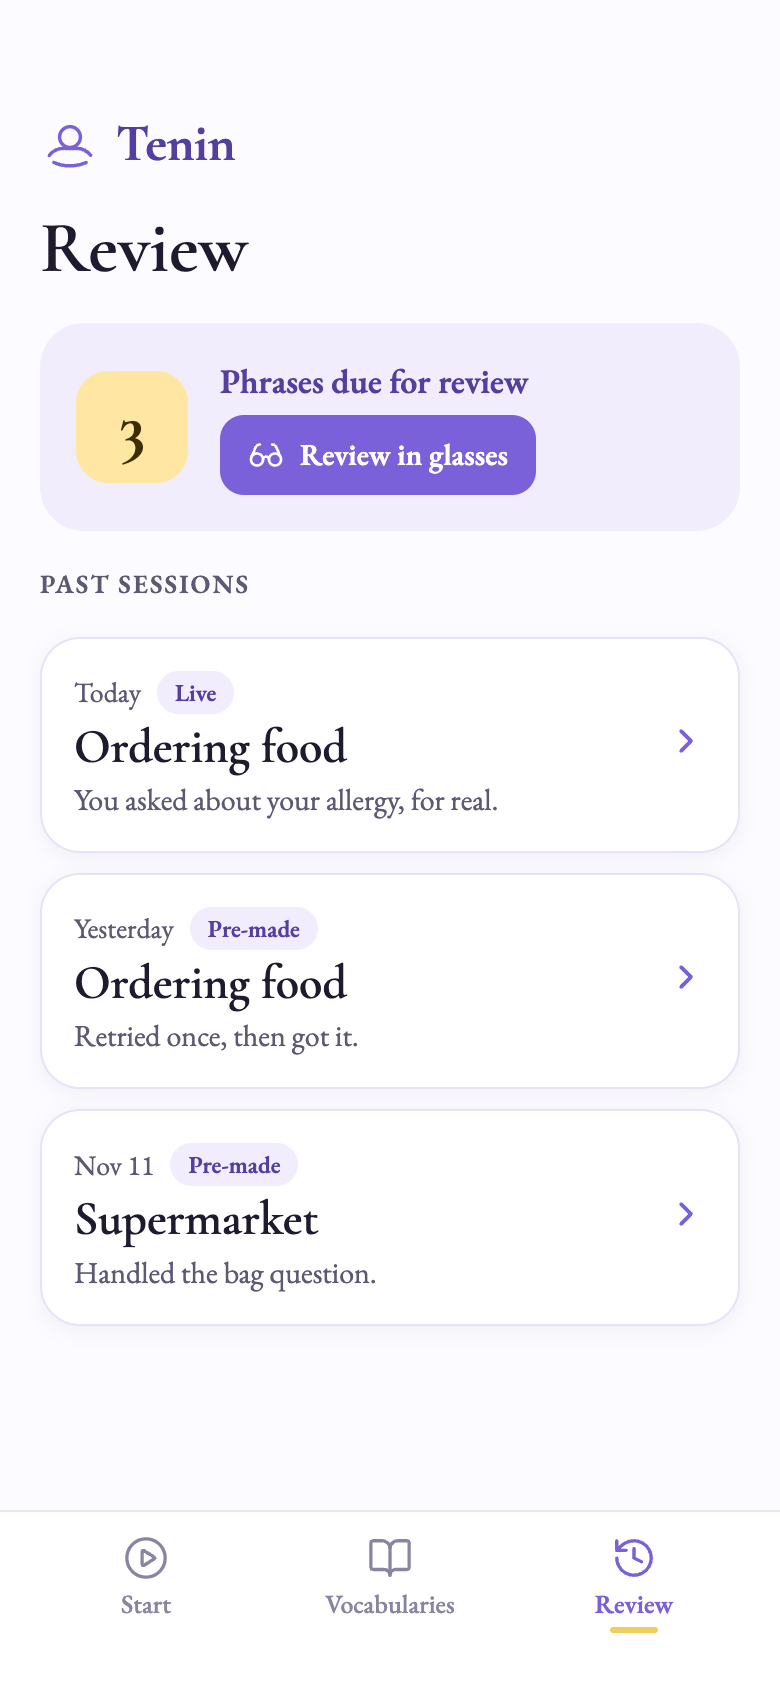 Tenin
Review
3
Phrases due for review
Review in glasses
PAST SESSIONS
Today Live
Ordering food
You asked about your allergy, for real.
Yesterday Pre-made
Ordering food
Retried once, then got it.
Nov 11 Pre-made
Supermarket
Handled the bag question.
Start Vocabularies Review